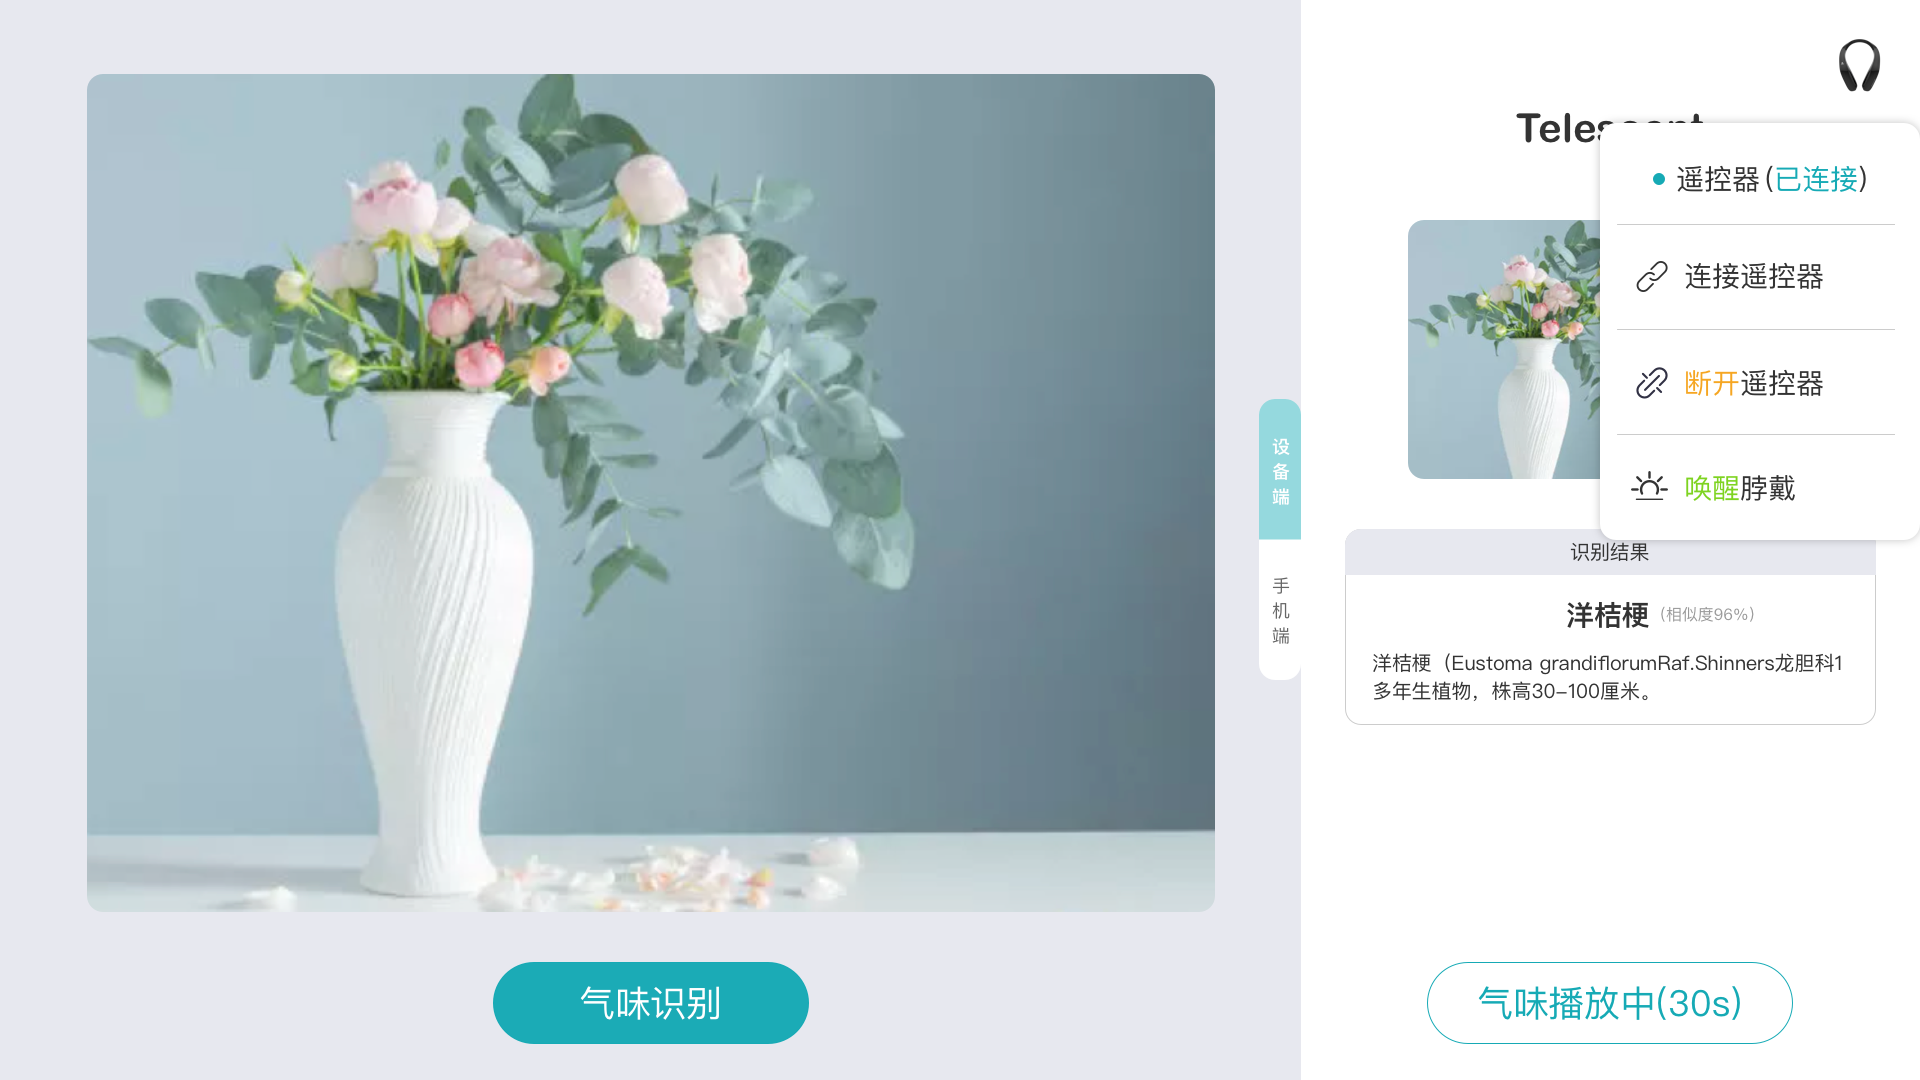 遥控器(已连接)
连接遥控器
断开遥控器
唤醒脖戴
设备端
手机端
识别结果
洋桔梗（相似度96%）
洋桔梗（Eustoma grandiflorumRaf.Shinners龙胆科1
多年生植物，株高30-100厘米。
气味识别
气味播放中(30s)